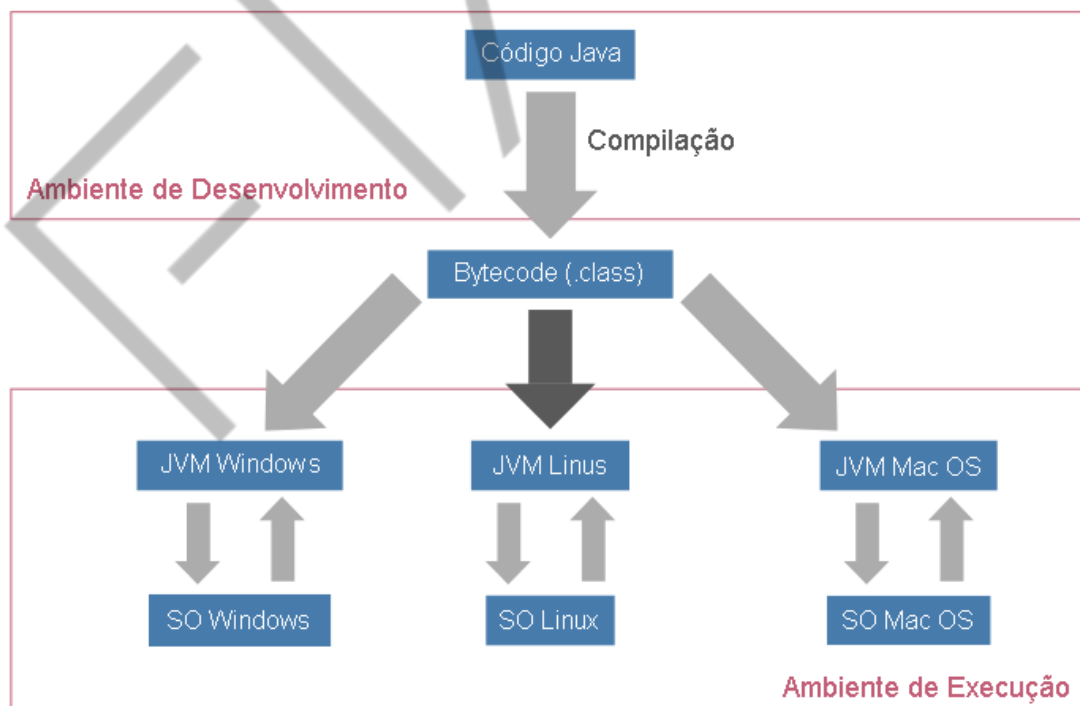 Código Java
Compilação
Ambiente de Desenvolvimento
Bytecode (.class)
JVM Windows
JVM Linus
JVM Mac OS
SO Windows
SO Linux
SO Mac OS
Ambiente de Execução